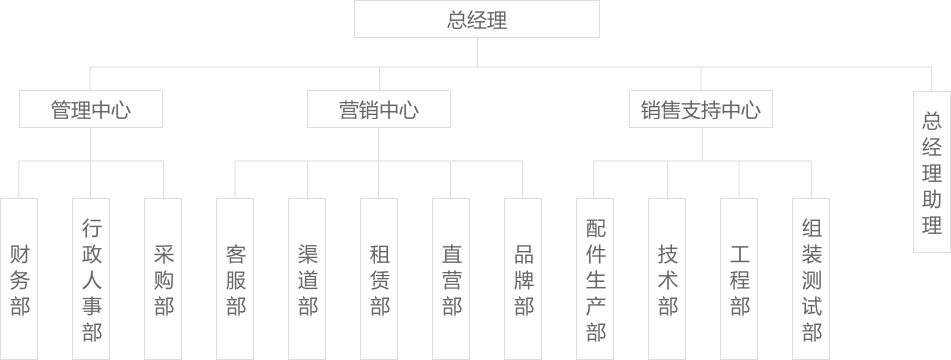 总经理
管理中心
营销中心
销售支持中心
总经理助理
财务部
行政人事部
采购部
客服部
渠道部
租赁部
直营部
品牌部
配件生产部
技术部
工程部
组装测试部